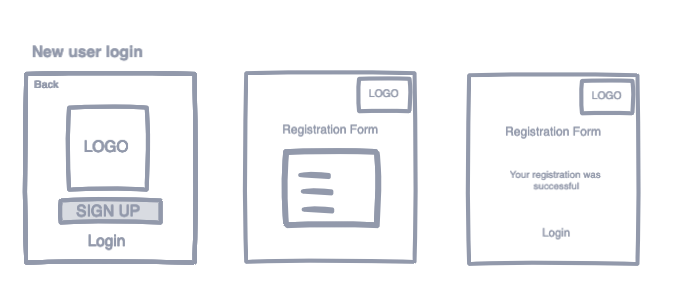 New user login
Back
LOGO
SIGN UP
Login
LOGO
Registration Form
LOGO
Registration Form
Your registration was
successful
Login